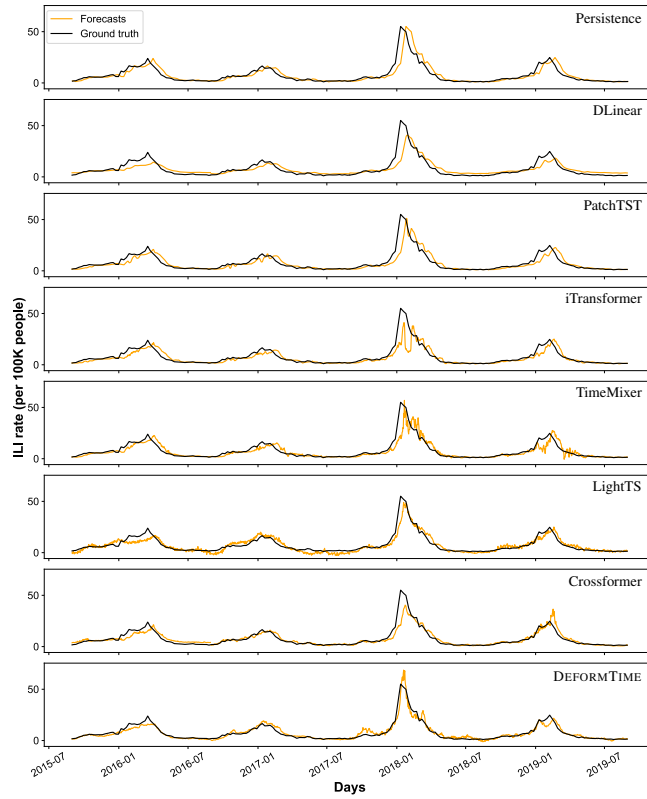 Forecasts
Ground truth
Persistence
50
0
DLinear
50
0
PatchTST
50
0
iTransformer
50
0
ILI rate (per 100K people)
TimeMixer
50
0
LightTS
50
0
Crossformer
50
0
DEFORMTIME
50
0
2015-07
2016-01
2016-07
2017-01
2017-07
2018-01
2018-07
2019-01
2019-07
Days